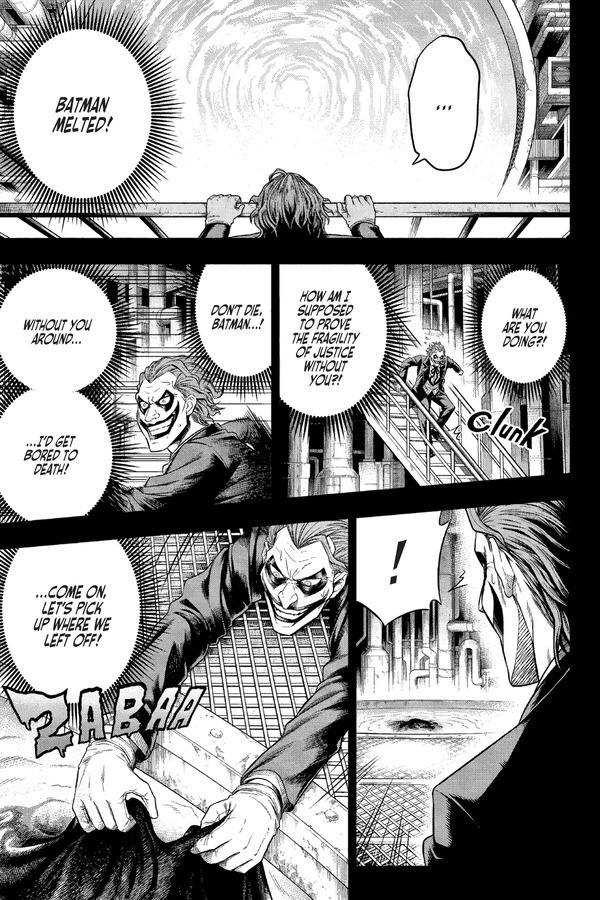 ...
BATMAN
MELTED!
WHAT
ARE YOU
DOING?!
Clunk
HOW AM I
SUPPOSED
TO PROVE
THE FRAGILITY
OF JUSTICE
WITHOUT
YOU?!
DON'T DIE,
BATMAN...!
WITHOUT YOU
AROUND...
...I'D GET
BORED TO
DEATH!
!
...COME ON,
LET'S PICK
UP WHERE WE
LEFT OFF!
ZABAA